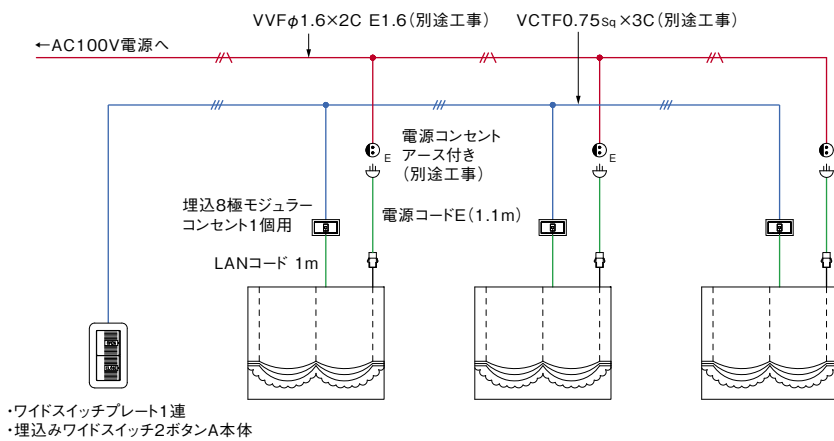 VVFφ1.6×2C E1.6(別途工事)
VCTF0.75sq×3C(別途工事)
←AC100V電源へ
電源コンセント
アース付き
(別途工事)
E
E
埋込8極モジュラー
コンセント1個用
電源コードE(1.1m)
LANコード 1m
・ワイドスイッチプレート1連
・埋込みワイドスイッチ2ボタンA本体